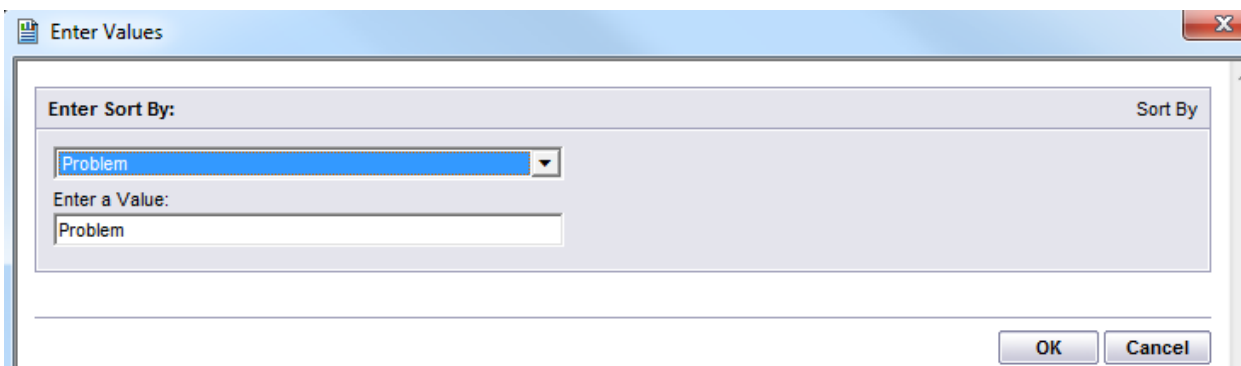 Enter Values
Enter Sort By: Sort By
Problem
Enter a Value:
Problem
OK Cancel